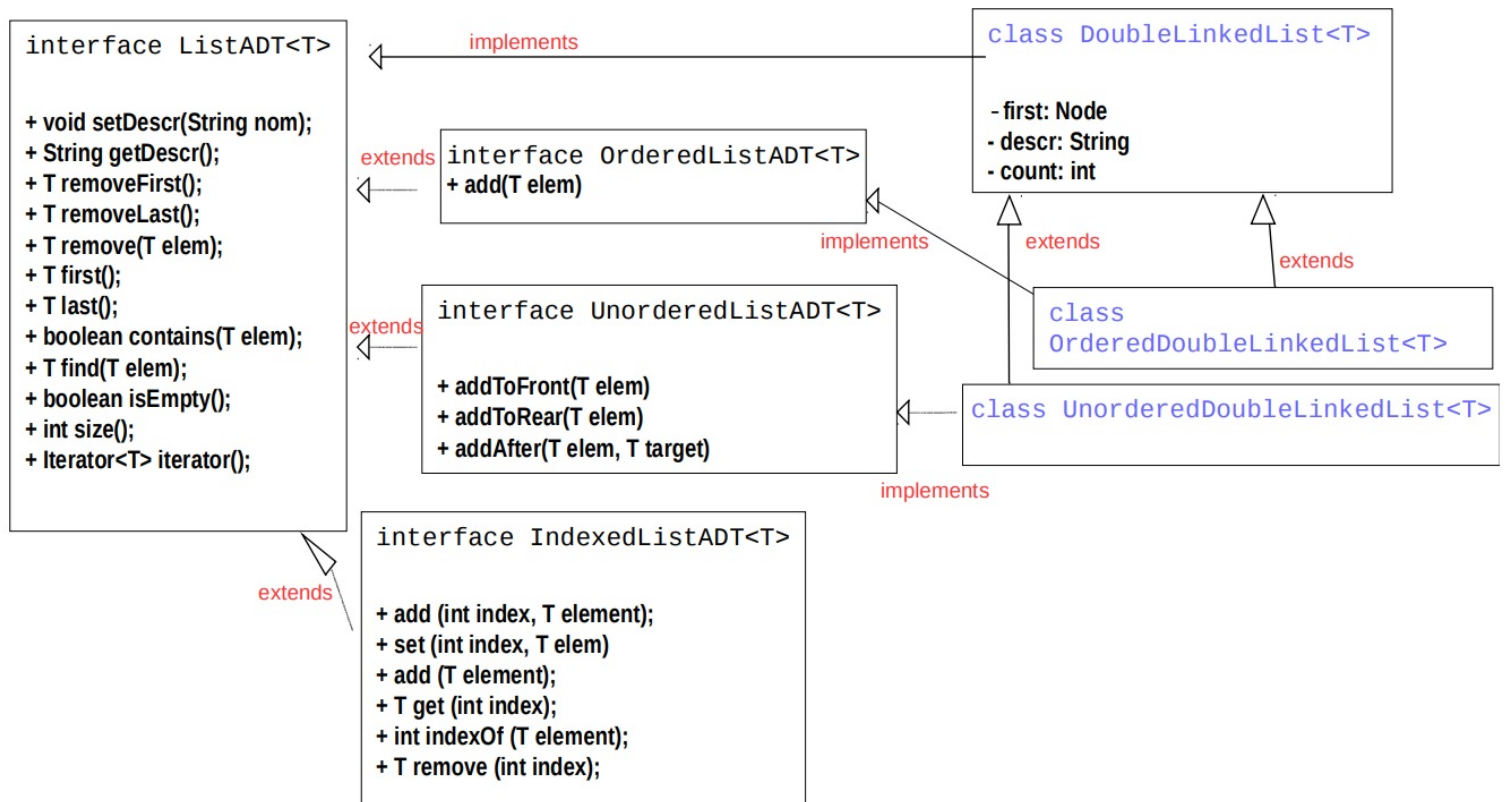 interface ListADT<T>
+ void setDescr(String nom);
+ String getDescr();
+ T removeFirst();
+ T removeLast();
+ T remove(T elem);
+ T first();
+ T last();
+ boolean contains(T elem);
+ T find(T elem);
+ boolean isEmpty();
+ int size();
+ Iterator<T> iterator();
implements
class DoubleLinkedList<T>
- first: Node
- descr: String
- count: int
extends
interface OrderedListADT<T>
+ add(T elem)
implements
extends
extends
class
OrderedDoubleLinkedList<T>
extends
interface UnorderedListADT<T>
+ addToFront(T elem)
+ addToRear(T elem)
+ addAfter(T elem, T target)
class UnorderedDoubleLinkedList<T>
implements
extends
interface IndexedListADT<T>
+ add (int index, T element);
+ set (int index, T elem)
+ add (T element);
+ T get (int index);
+ int indexOf (T element);
+ T remove (int index);